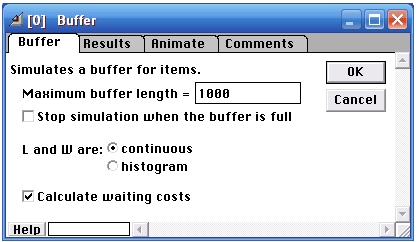 [0] Buffer
Buffer Results Animate Comments
Simulates a buffer for items.
OK
Maximum buffer length = 1000
Cancel
Stop simulation when the buffer is full
L and W are: continuous
histogram
Calculate waiting costs
Help